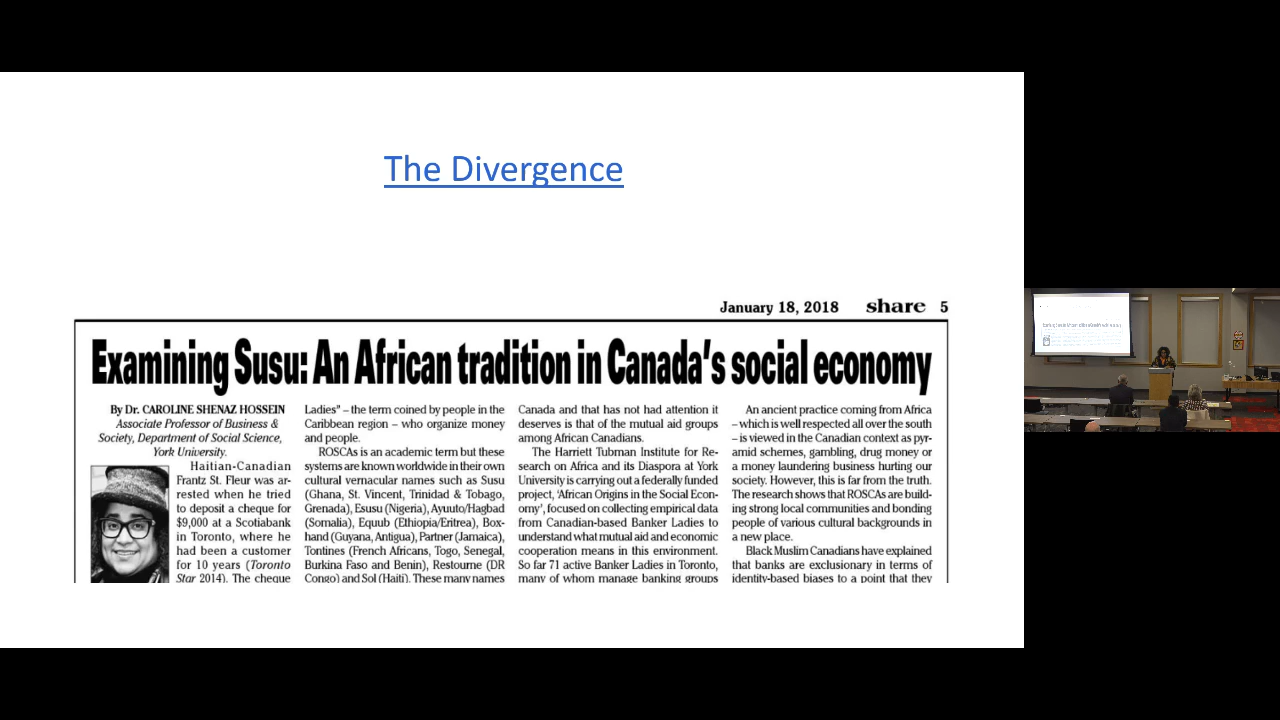 The Divergence
January 18, 2018 share 5
Examining Susu: An African tradition in Canada's social economy
By Dr. CAROLINE SHENAZ HOSSEIN
Associate Professor of Business &
Society, Department of Social Science,
York University.
Haitian-Canadian
Frantz St. Fleur was ar-
rested when he tried
to deposit a cheque for
$9,000 at a Scotiabank
in Toronto, where he
had been a customer
for 10 years (Toronto
Star 2014). The cheque
Ladies” – the term coined by people in the
Caribbean region – who organize money
and people.
ROSCAs is an academic term but these
systems are known worldwide in their own
cultural vernacular names such as Susu
(Ghana, St. Vincent, Trinidad & Tobago,
Grenada), Esusu (Nigeria), Ayuuto/Hagbad
(Somalia), Equub (Ethiopia/Eritrea), Box-
hand (Guyana, Antigua), Partner (Jamaica),
Tontines (French Africans, Togo, Senegal,
Burkina Faso and Benin), Restourne (DR
Congo) and Sol (Haiti). These many names
Canada and that has not had attention it
deserves is that of the mutual aid groups
among African Canadians.
The Harriett Tubman Institute for Re-
search on Africa and its Diaspora at York
University is carrying out a federally funded
project, ‘African Origins in the Social Econ-
omy’, focused on collecting empirical data
from Canadian-based Banker Ladies to
understand what mutual aid and economic
cooperation means in this environment.
So far 71 active Banker Ladies in Toronto,
many of whom manage banking groups
An ancient practice coming from Africa
– which is well respected all over the south
– is viewed in the Canadian context as pyr-
amid schemes, gambling, drug money or
a money laundering business hurting our
society. However, this is far from the truth.
The research shows that ROSCAs are build-
ing strong local communities and bonding
people of various cultural backgrounds in
a new place.
Black Muslim Canadians have explained
that banks are exclusionary in terms of
identity-based biases to a point that they